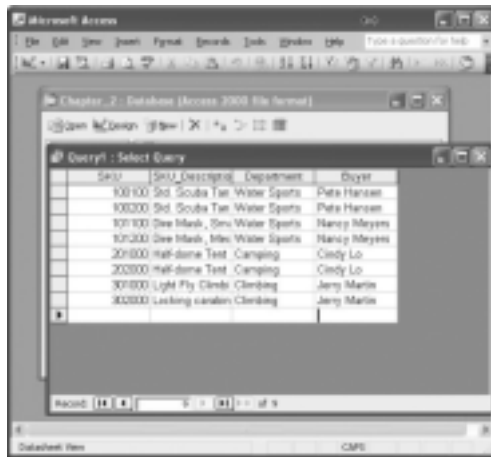 Microsoft Access
File Edit View Insert Format Records Tools Window Help Type a question for help
Chapter_2 : Database (Access 2000 file format)
Open Design New
Query1 : Select Query
SKU SKU_Descriptio Department Buyer
100100 Std. Scuba Tan Water Sports Pete Hansen
100200 Std. Scuba Tan Water Sports Pete Hansen
101100 Dive Mask, Sma Water Sports Nancy Meyers
101200 Dive Mask, Med Water Sports Nancy Meyers
201000 Half-dome Tent Camping Cindy Lo
202000 Half-dome Tent Camping Cindy Lo
301000 Light Fly Climbi Climbing Jerry Martin
302000 Locking carabin Climbing Jerry Martin
Record: 9 of 9
Datasheet View CAPS